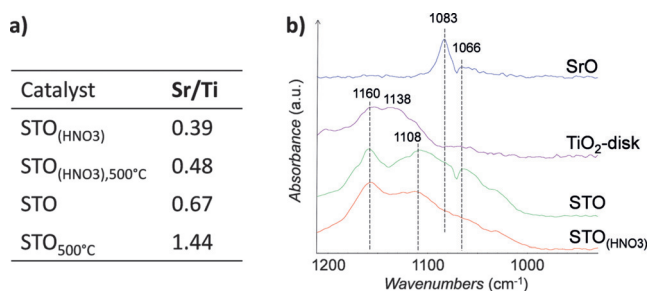 a)
Catalyst Sr/Ti
STO(HNO3) 0.39
STO(HNO3),500°C 0.48
STO 0.67
STO500°C 1.44
b)
1083
1066
SrO
1160 1138
1108
TiO2-disk
STO
STO(HNO3)
Absorbance (a.u.)
1200 1100 1000
Wavenumbers (cm-1)